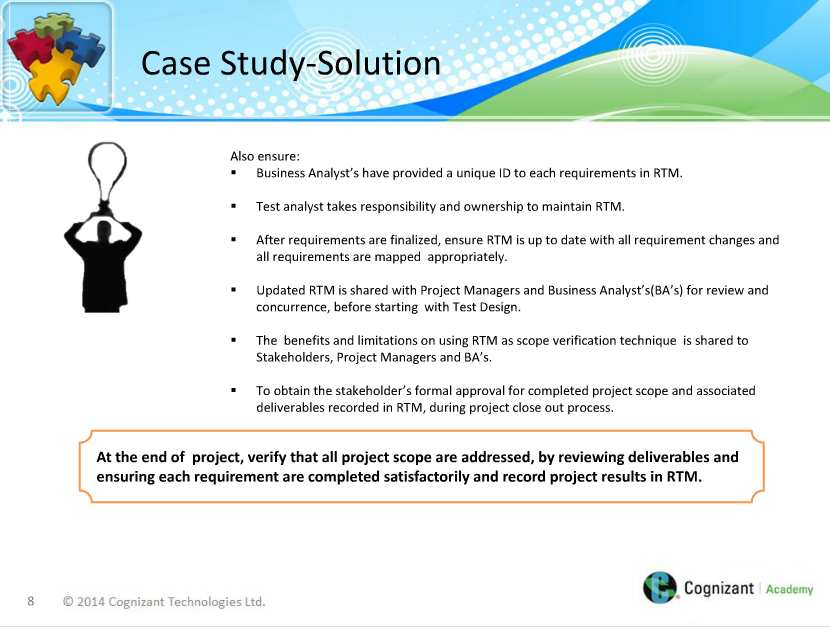 Case Study-Solution
Also ensure:
▪ Business Analyst's have provided a unique ID to each requirements in RTM.
▪ Test analyst takes responsibility and ownership to maintain RTM.
▪ After requirements are finalized, ensure RTM is up to date with all requirement changes and
all requirements are mapped appropriately.
▪ Updated RTM is shared with Project Managers and Business Analyst's(BA's) for review and
concurrence, before starting with Test Design.
▪ The benefits and limitations on using RTM as scope verification technique is shared to
Stakeholders, Project Managers and BA's.
▪ To obtain the stakeholder's formal approval for completed project scope and associated
deliverables recorded in RTM, during project close out process.
At the end of project, verify that all project scope are addressed, by reviewing deliverables and
ensuring each requirement are completed satisfactorily and record project results in RTM.
8 © 2014 Cognizant Technologies Ltd.
Cognizant | Academy